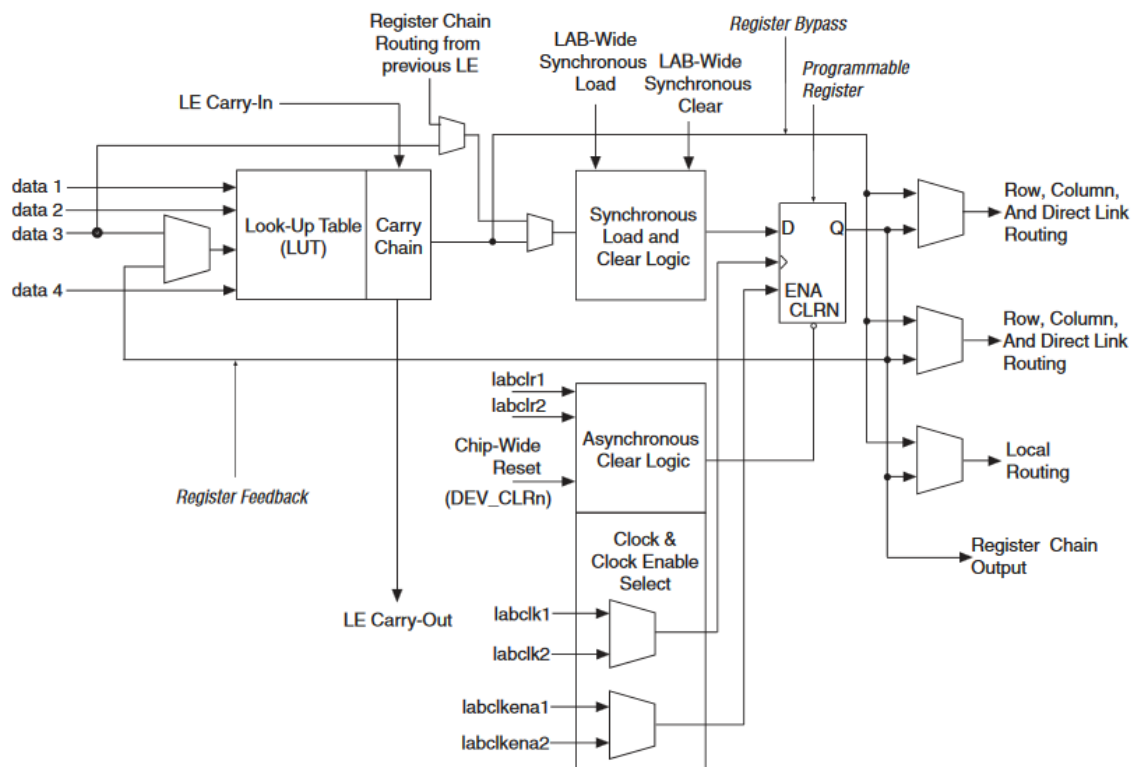 Register Chain
Routing from
previous LE
Register Bypass
LAB-Wide
Synchronous
Load
LAB-Wide
Synchronous
Clear
Programmable
Register
LE Carry-In
data 1
data 2
data 3
data 4
Look-Up Table
(LUT)
Carry
Chain
Synchronous
Load and
Clear Logic
D
Q
ENA
CLRN
Row, Column,
And Direct Link
Routing
Row, Column,
And Direct Link
Routing
Local
Routing
Register Chain
Output
Register Feedback
labclr1
labclr2
Chip-Wide
Reset
(DEV_CLRn)
Asynchronous
Clear Logic
Clock &
Clock Enable
Select
LE Carry-Out
labclk1
labclk2
labclkena1
labclkena2